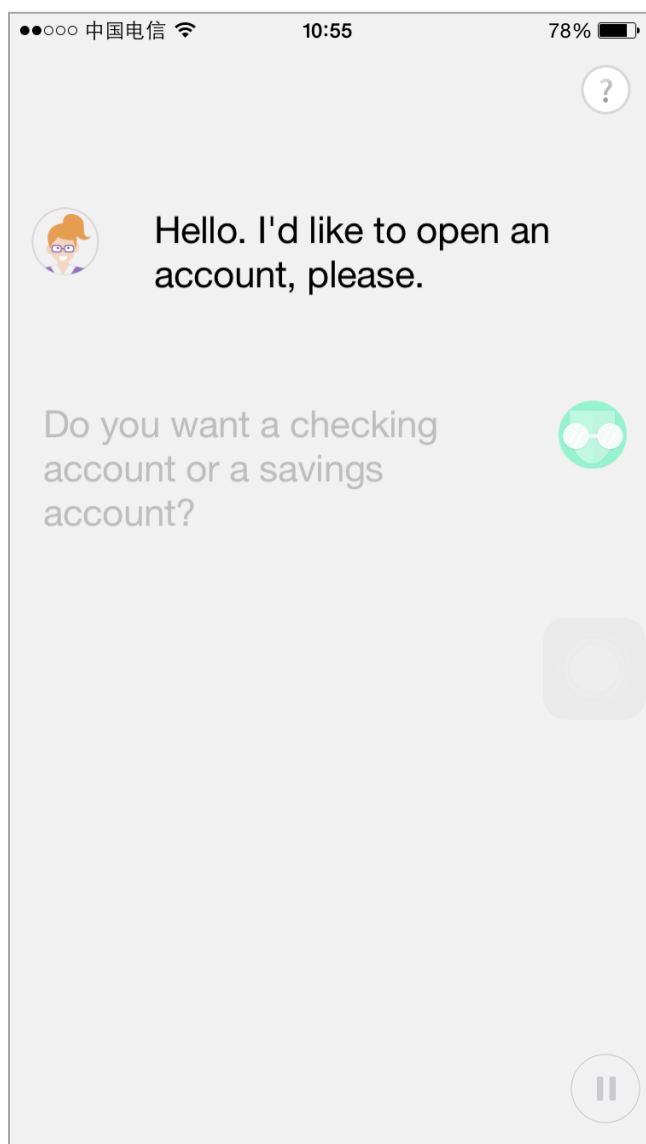 中国电信 10:55 78%
?
Hello. I'd like to open an
account, please.
Do you want a checking
account or a savings
account?